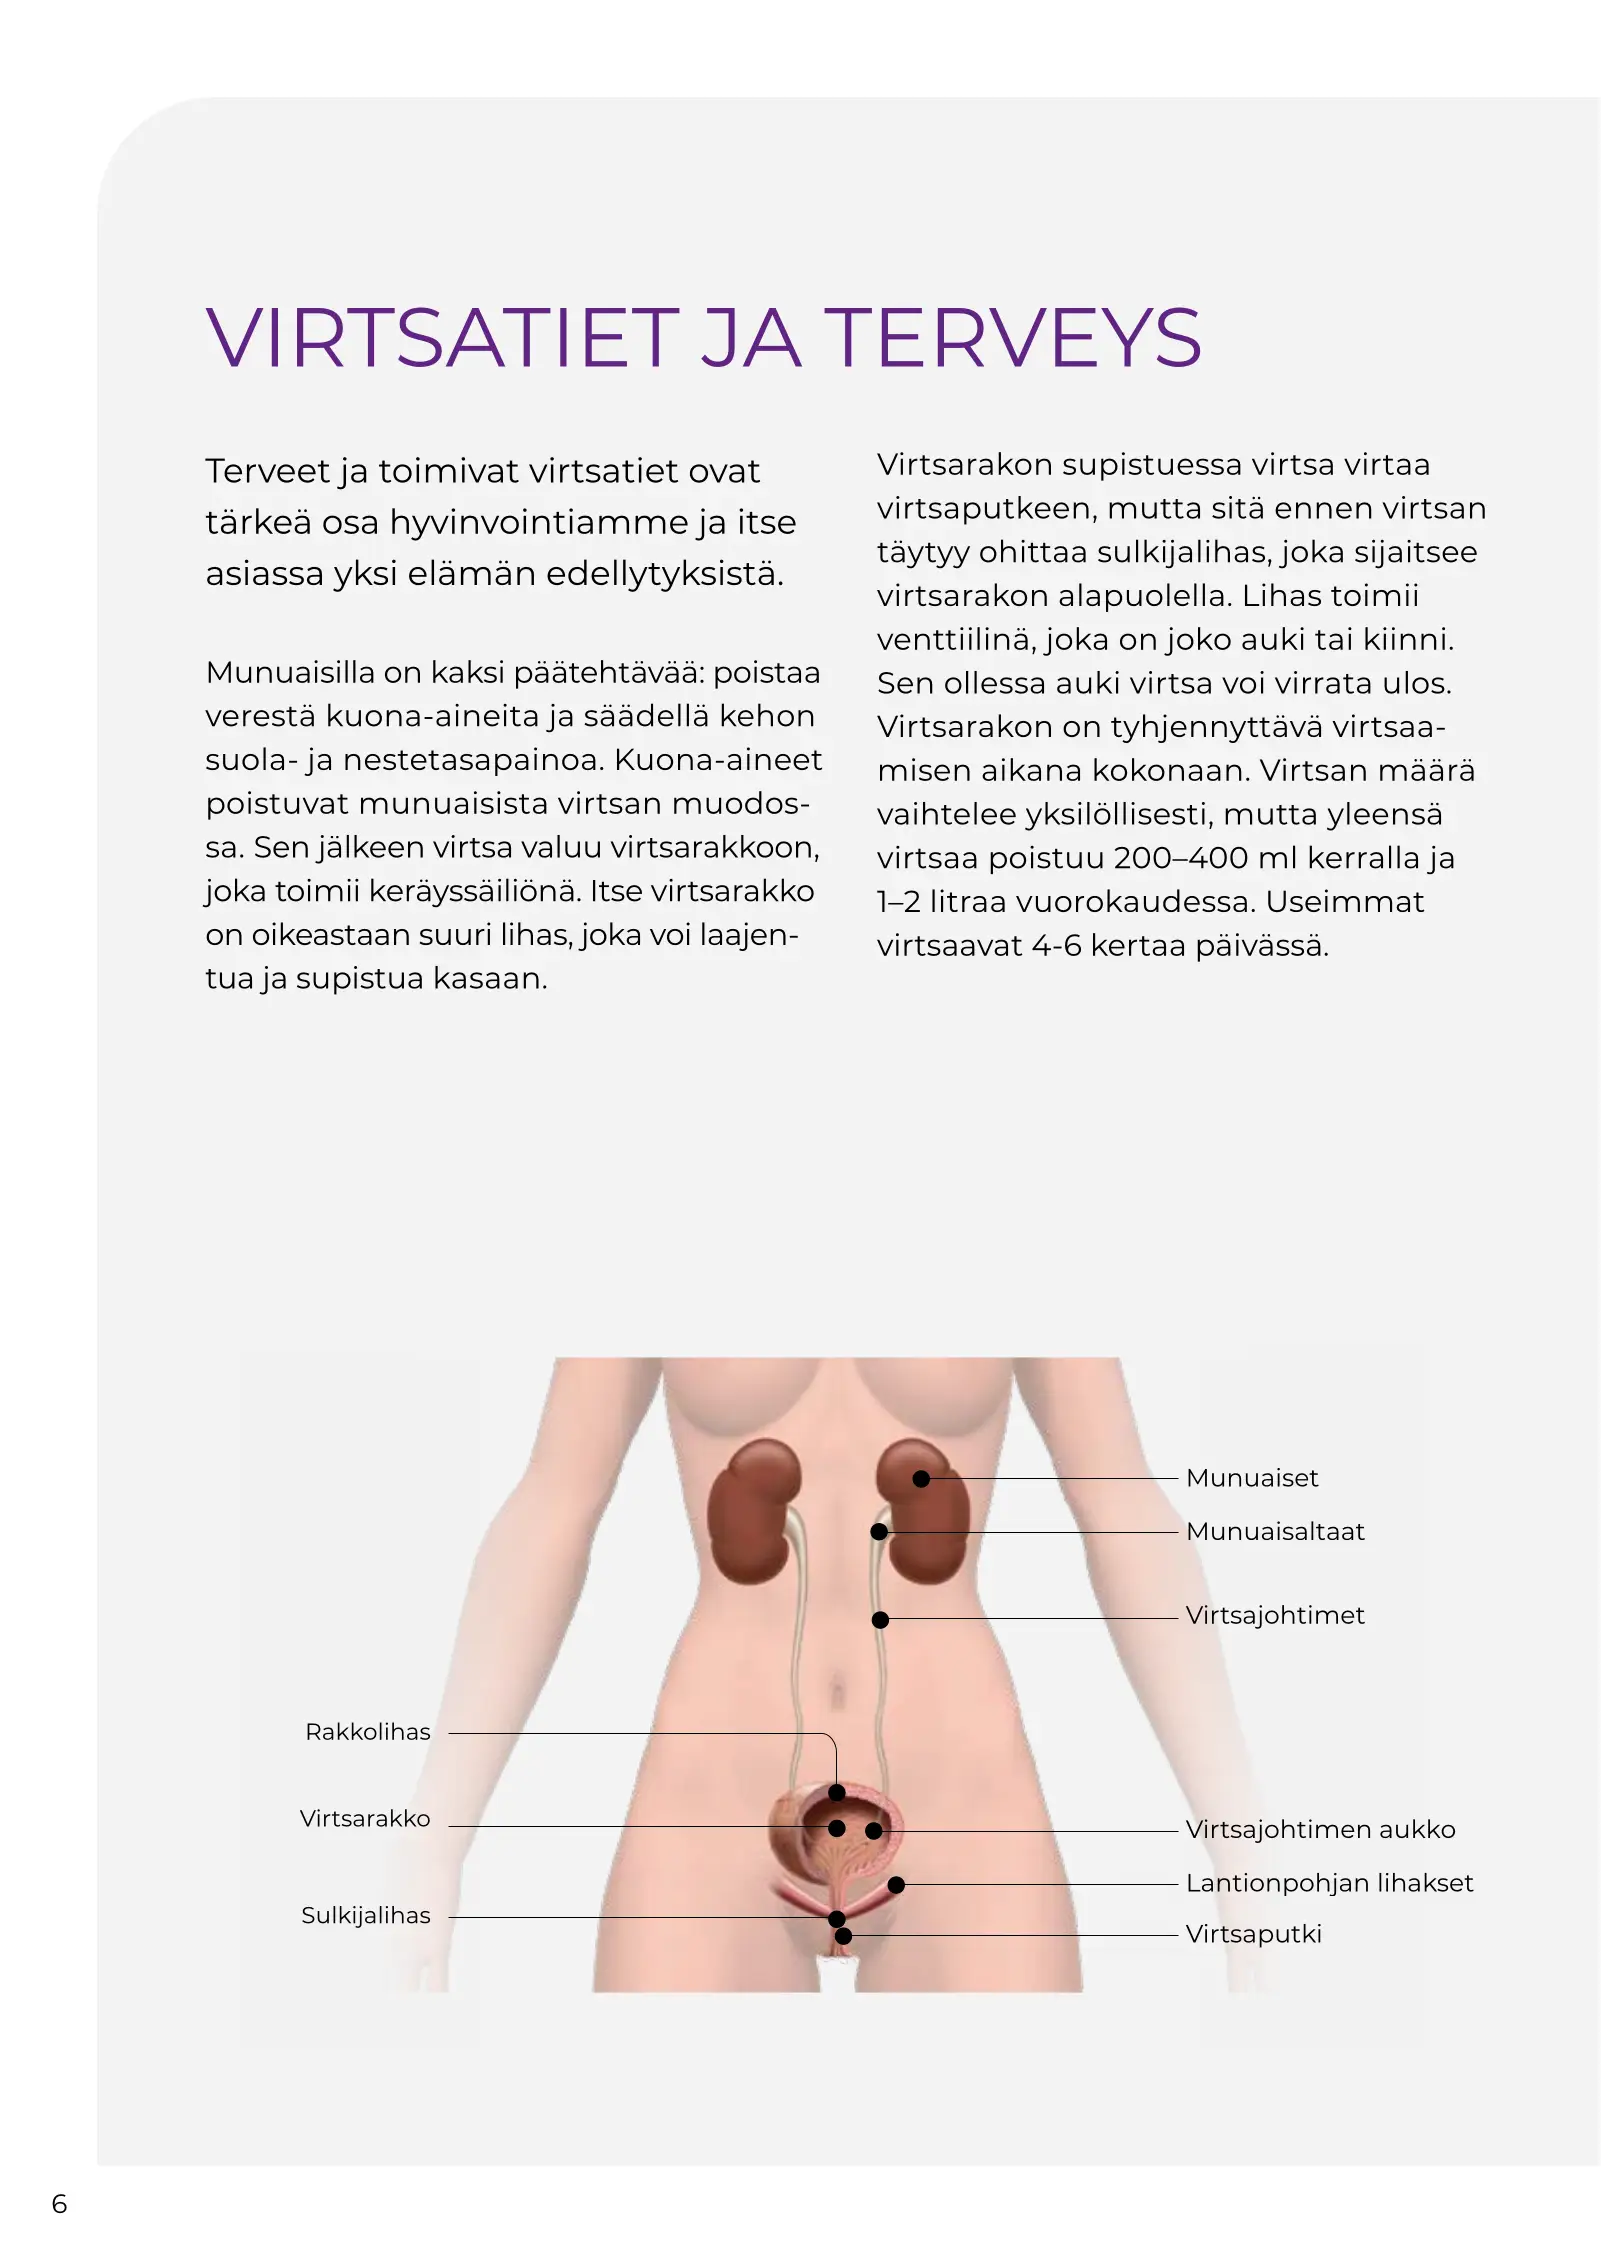 VIRTSATIET JA TERVEYS
Terveet ja toimivat virtsatiet ovat
tärkeä osa hyvinvointiamme ja itse
asiassa yksi elämän edellytyksistä.
Munuaisilla on kaksi päätehtävää: poistaa
verestä kuona-aineita ja säädellä kehon
suola- ja nestetasapainoa. Kuona-aineet
poistuvat munuaisista virtsan muodos-
sa. Sen jälkeen virtsa valuu virtsarakkoon,
joka toimii keräyssäiliönä. Itse virtsarakko
on oikeastaan suuri lihas, joka voi laajen-
tua ja supistua kasaan.
Virtsarakon supistuessa virtsa virtaa
virtsaputkeen, mutta sitä ennen virtsan
täytyy ohittaa sulkijalihas, joka sijaitsee
virtsarakon alapuolella. Lihas toimii
venttiilinä, joka on joko auki tai kiinni.
Sen ollessa auki virtsa voi virrata ulos.
Virtsarakon on tyhjennyttävä virtsaa-
misen aikana kokonaan. Virtsan määrä
vaihtelee yksilöllisesti, mutta yleensä
virtsaa poistuu 200–400 ml kerralla ja
1–2 litraa vuorokaudessa. Useimmat
virtsaavat 4-6 kertaa päivässä.
Munuaiset
Munuaisaltaat
Virtsajohtimet
Rakkolihas
Virtsarakko
Virtsajohtimen aukko
Lantionpohjan lihakset
Sulkijalihas
Virtsaputki
6